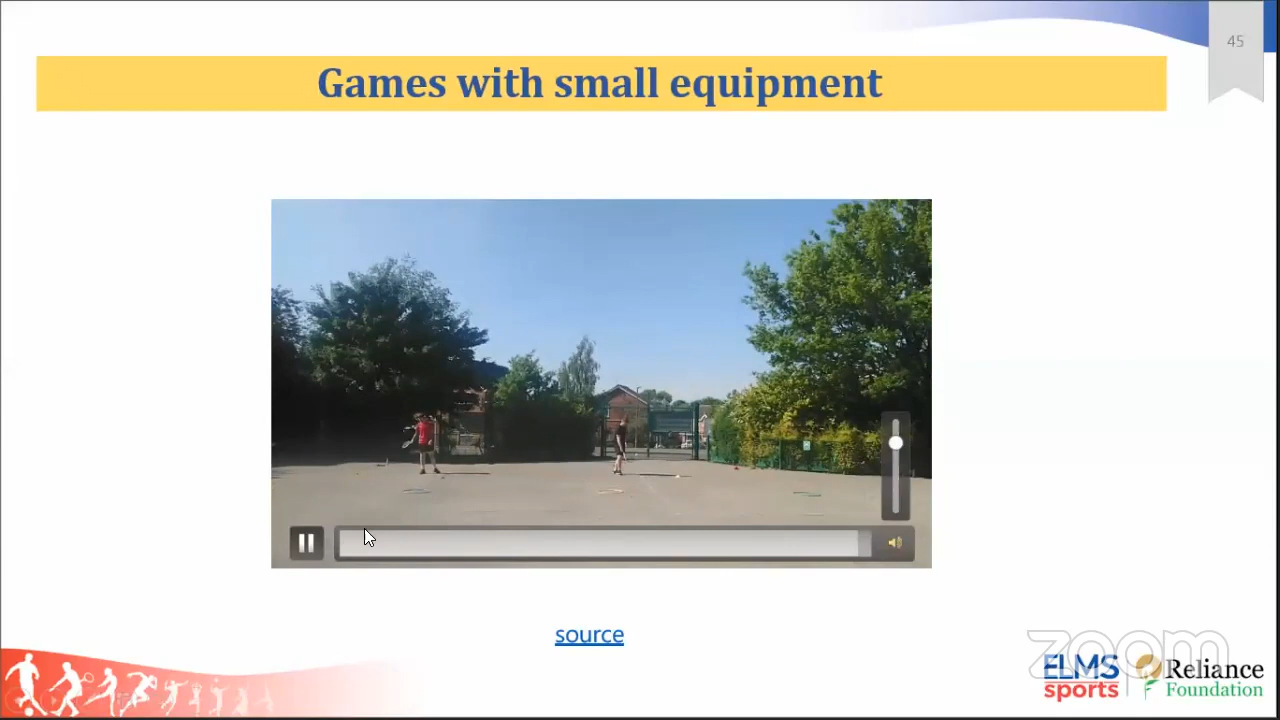 45
Games with small equipment
source
zoom
ELMS
sports
Reliance
Foundation